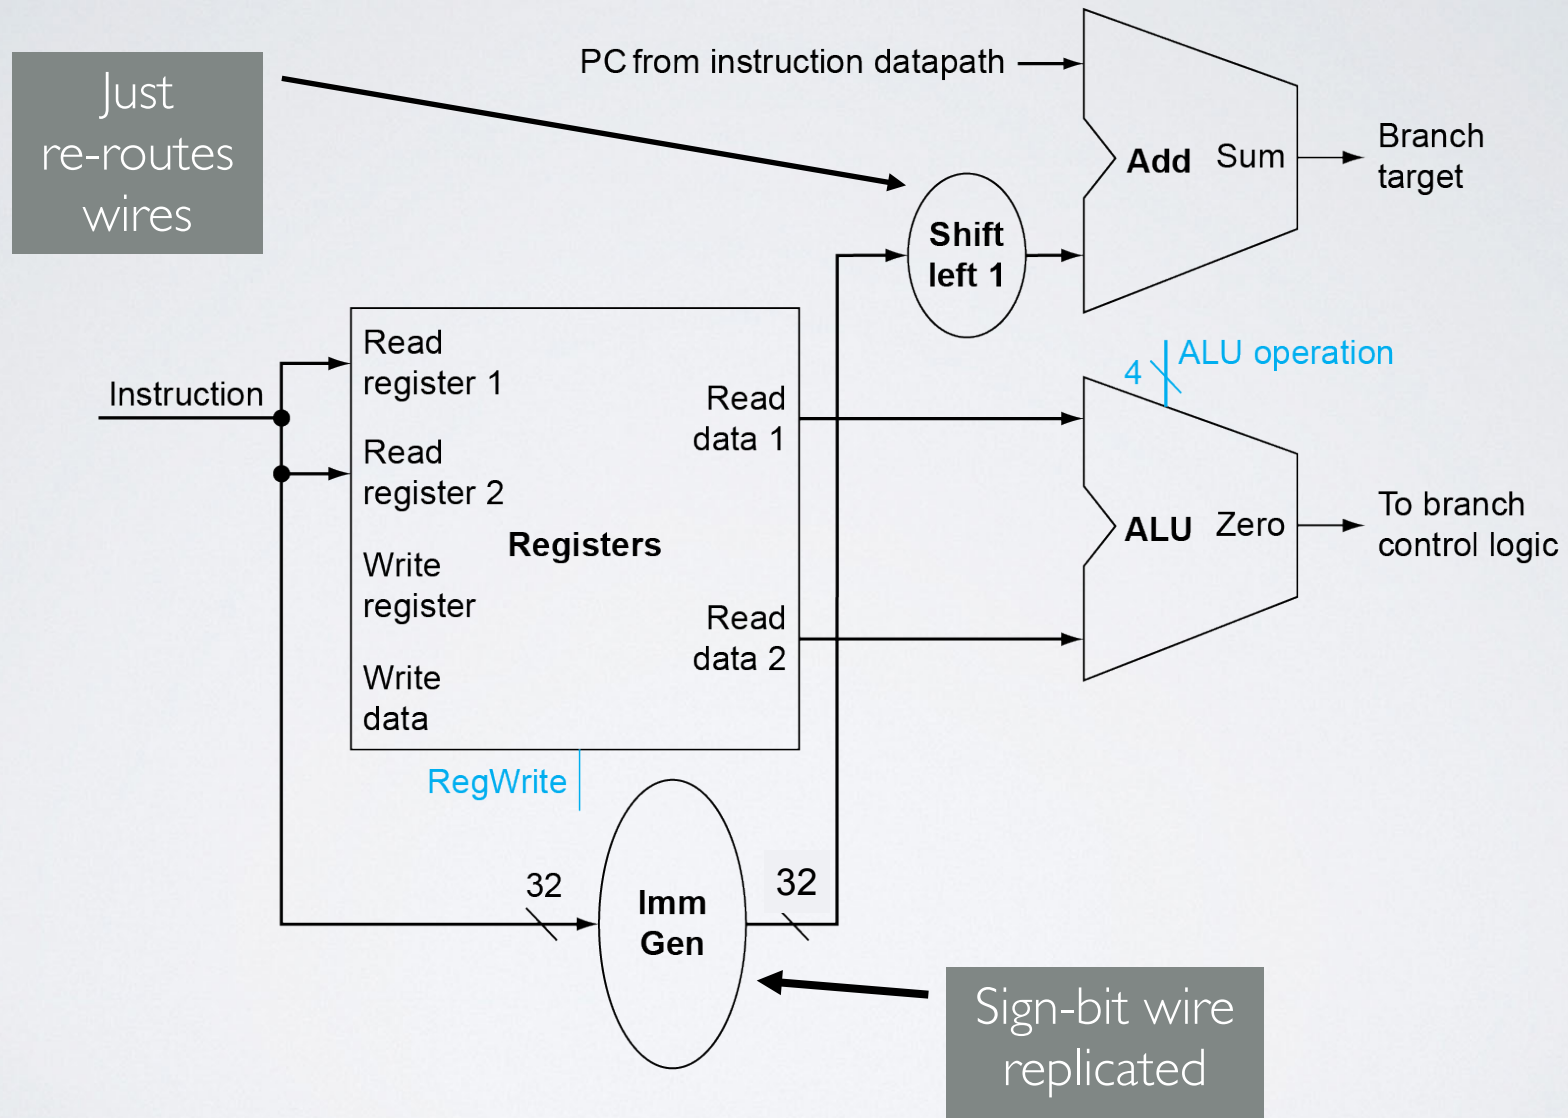 Just
re-routes
wires
PC from instruction datapath
Add
Sum
Branch
target
Shift
left 1
Instruction
Read
register 1
Read
register 2
Write
register
Write
data
Registers
Read
data 1
Read
data 2
RegWrite
4
ALU operation
ALU
Zero
To branch
control logic
32
Imm
Gen
32
Sign-bit wire
replicated